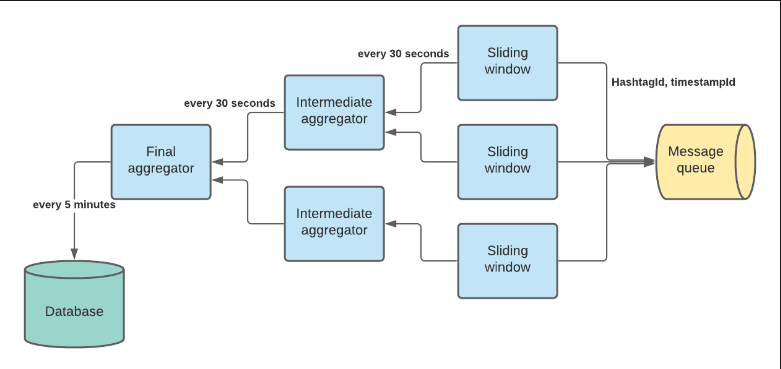 every 30 seconds
Sliding
window
HashtagId, timestampId
every 30 seconds
Intermediate
aggregator
Final
aggregator
Sliding
window
Message
queue
every 5 minutes
Intermediate
aggregator
Sliding
window
Database